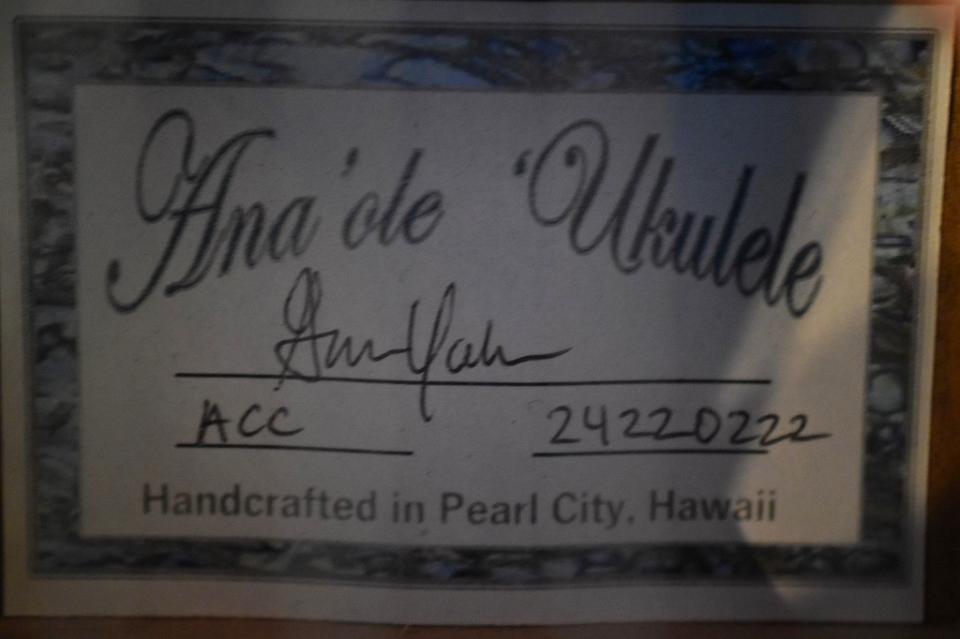 Ana'ole 'Ukulele
ACC 24220222
Handcrafted in Pearl City, Hawaii